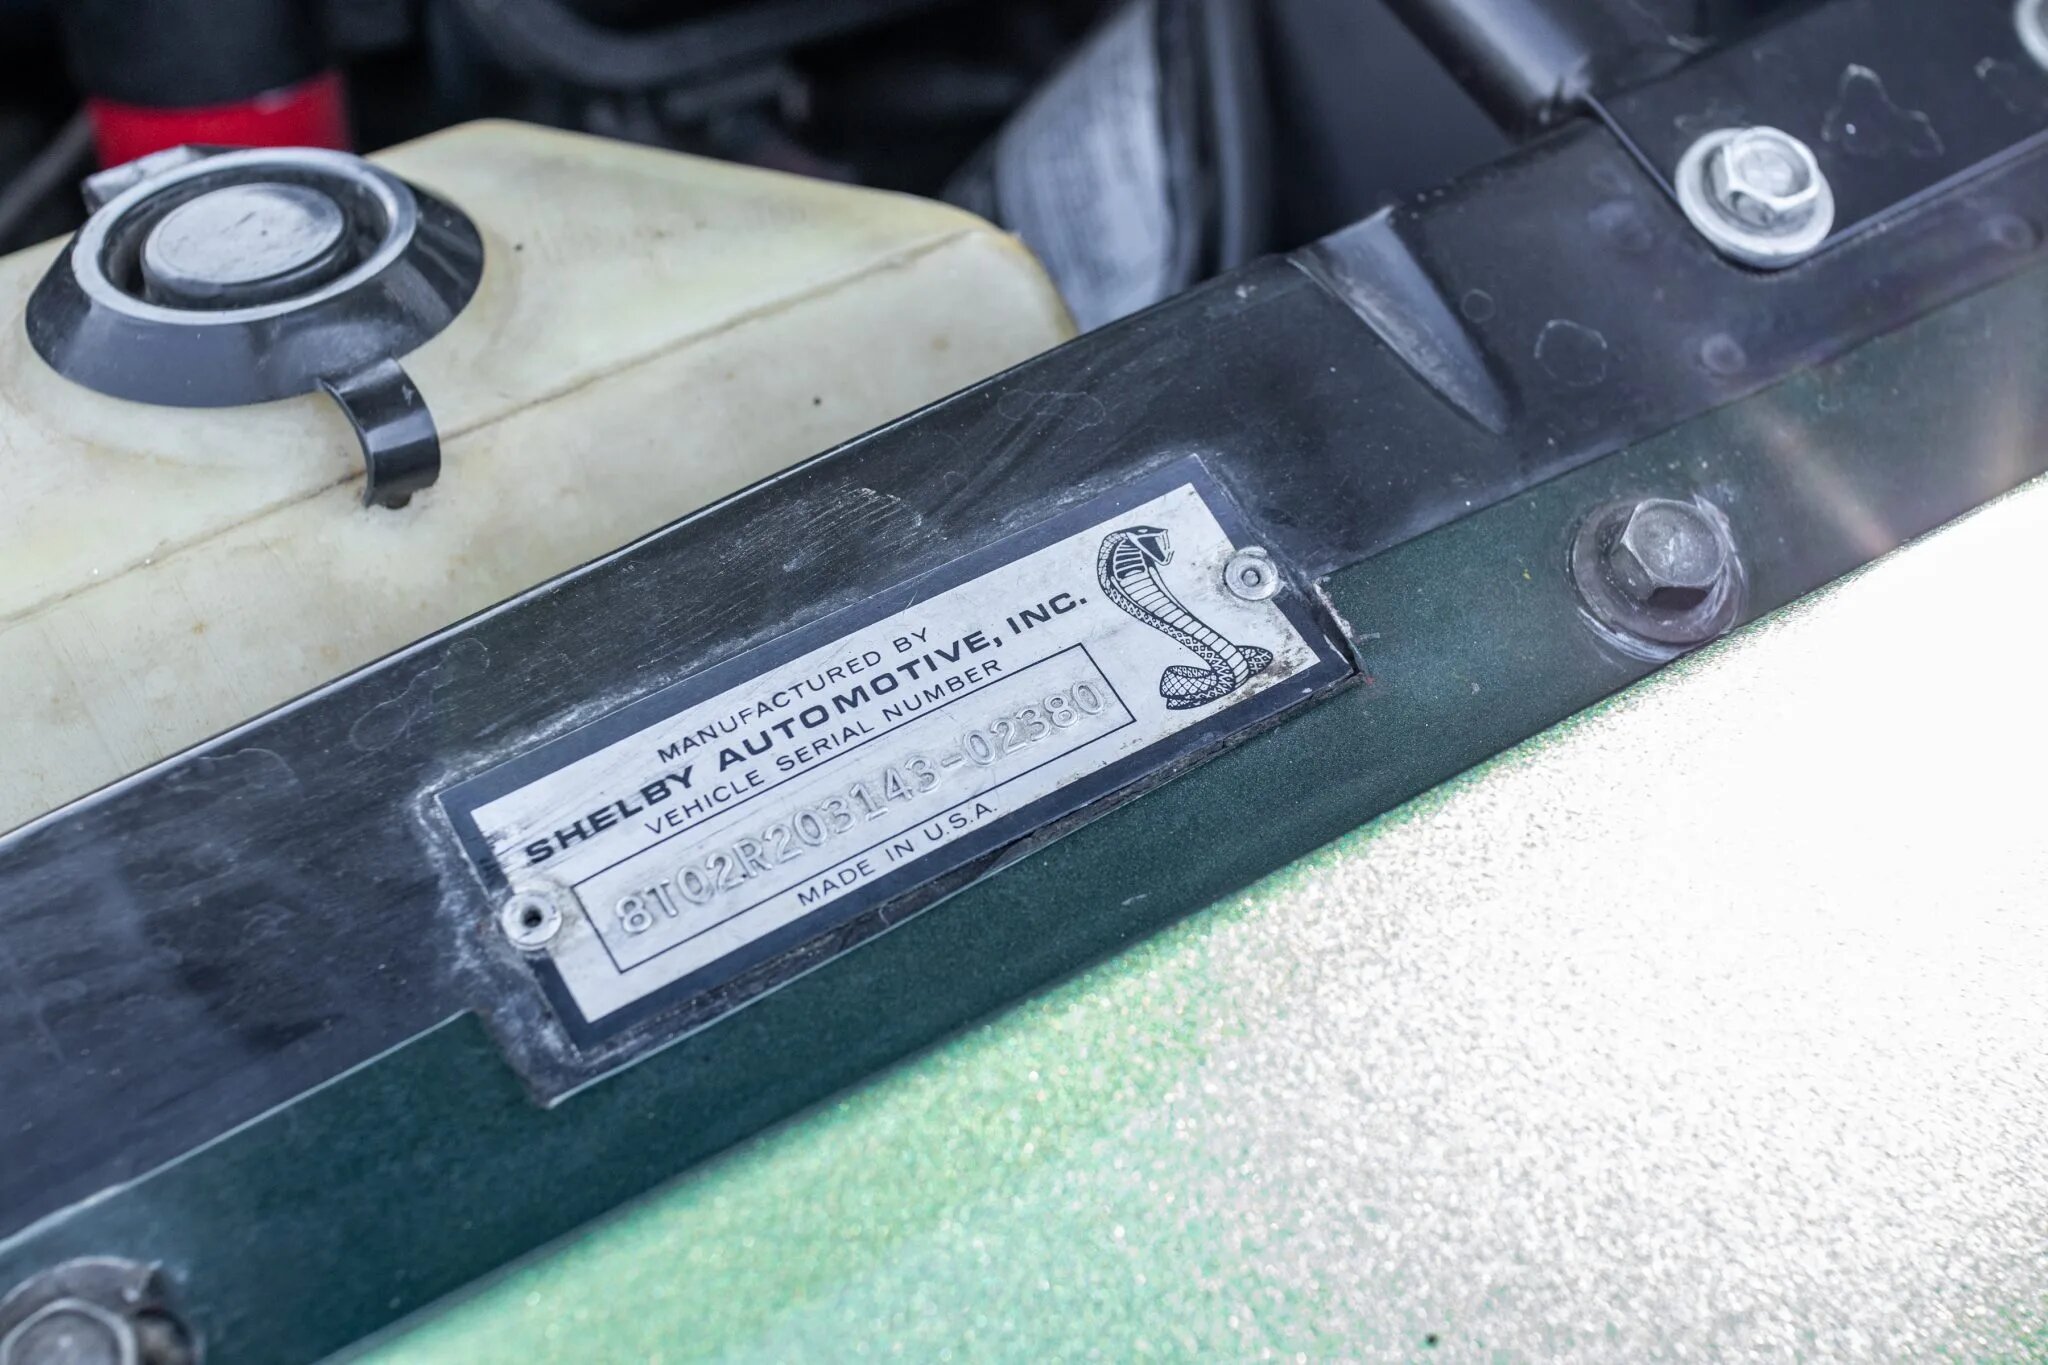 MANUFACTURED BY
SHELBY AUTOMOTIVE, INC.
VEHICLE SERIAL NUMBER
8T02R203143-02380
MADE IN U.S.A.